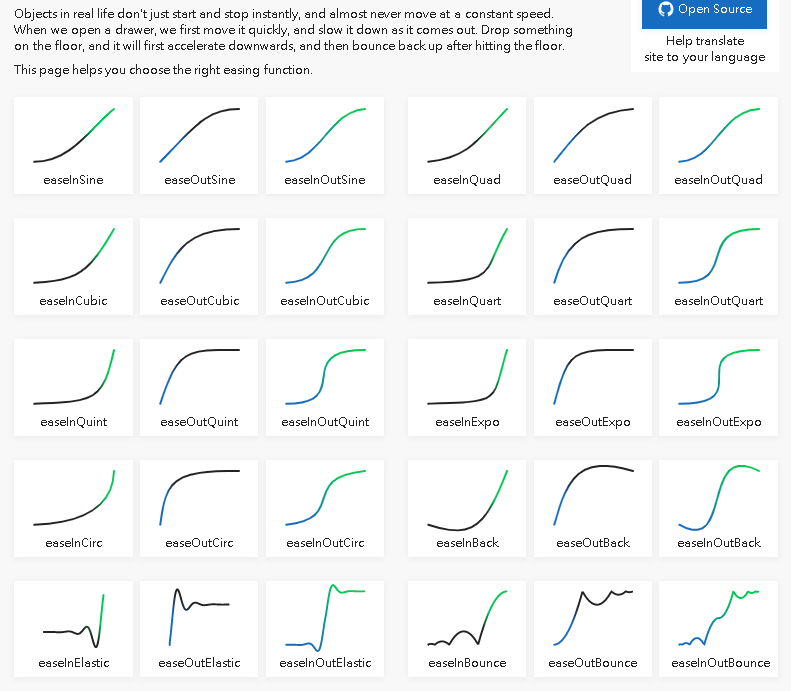 Objects in real life don't just start and stop instantly, and almost never move at a constant speed.
When we open a drawer, we first move it quickly, and slow it down as it comes out. Drop something
on the floor, and it will first accelerate downwards, and then bounce back up after hitting the floor.
This page helps you choose the right easing function.
Open Source
Help translate
site to your language
easeInSine
easeOutSine
easeInOutSine
easeInQuad
easeOutQuad
easeInOutQuad
easeInCubic
easeOutCubic
easeInOutCubic
easeInQuart
easeOutQuart
easeInOutQuart
easeInQuint
easeOutQuint
easeInOutQuint
easeInExpo
easeOutExpo
easeInOutExpo
easeInCirc
easeOutCirc
easeInOutCirc
easeInBack
easeOutBack
easeInOutBack
easeInElastic
easeOutElastic
easeInOutElastic
easeInBounce
easeOutBounce
easeInOutBounce